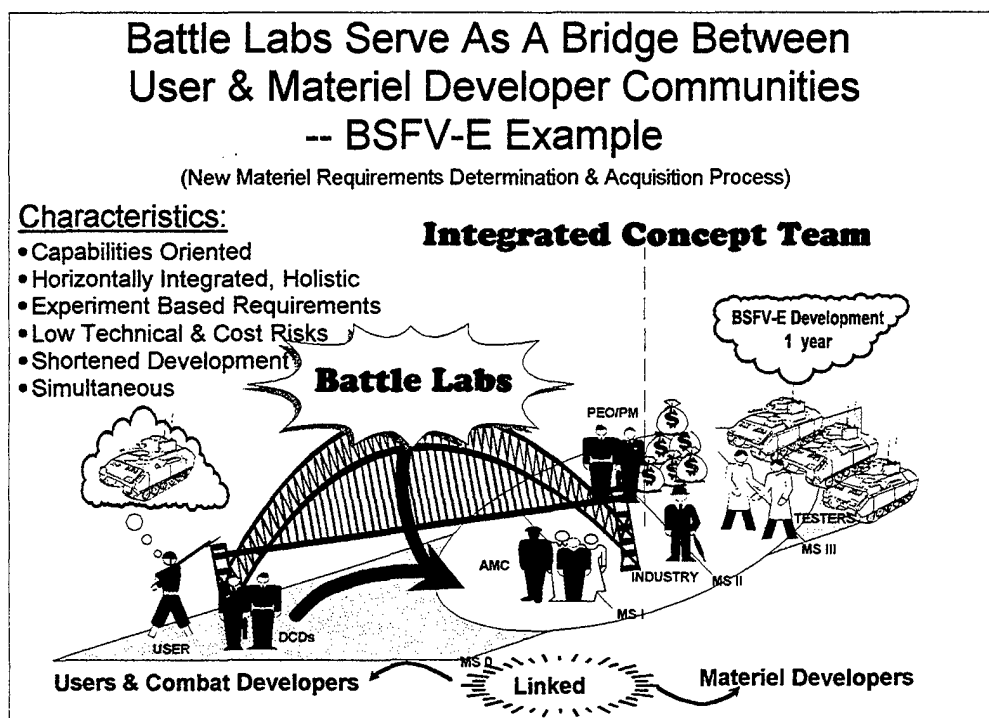 Battle Labs Serve As A Bridge Between
User & Materiel Developer Communities
-- BSFV-E Example
(New Materiel Requirements Determination & Acquisition Process)
Characteristics:
• Capabilities Oriented
• Horizontally Integrated, Holistic
• Experiment Based Requirements
• Low Technical & Cost Risks
• Shortened Development
• Simultaneous
Integrated Concept Team
BSFV-E Development
1 year
Battle Labs
PEO/PM
$
$ $
$ $ $
TESTERS
MS III
AMC
INDUSTRY
MS II
MS I
USER
DCDs
MS 0
Users & Combat Developers
Linked
Materiel Developers